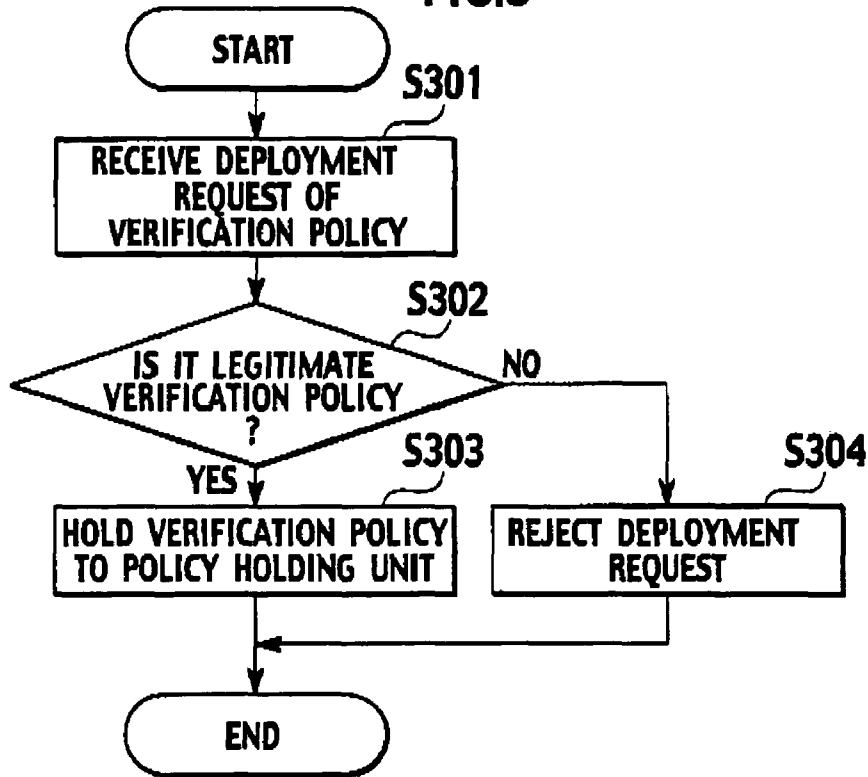 START
S301
RECEIVE DEPLOYMENT
REQUEST OF
VERIFICATION POLICY
S302
IS IT LEGITIMATE
VERIFICATION POLICY
?
NO
YES
S303
HOLD VERIFICATION POLICY
TO POLICY HOLDING UNIT
S304
REJECT DEPLOYMENT
REQUEST
END